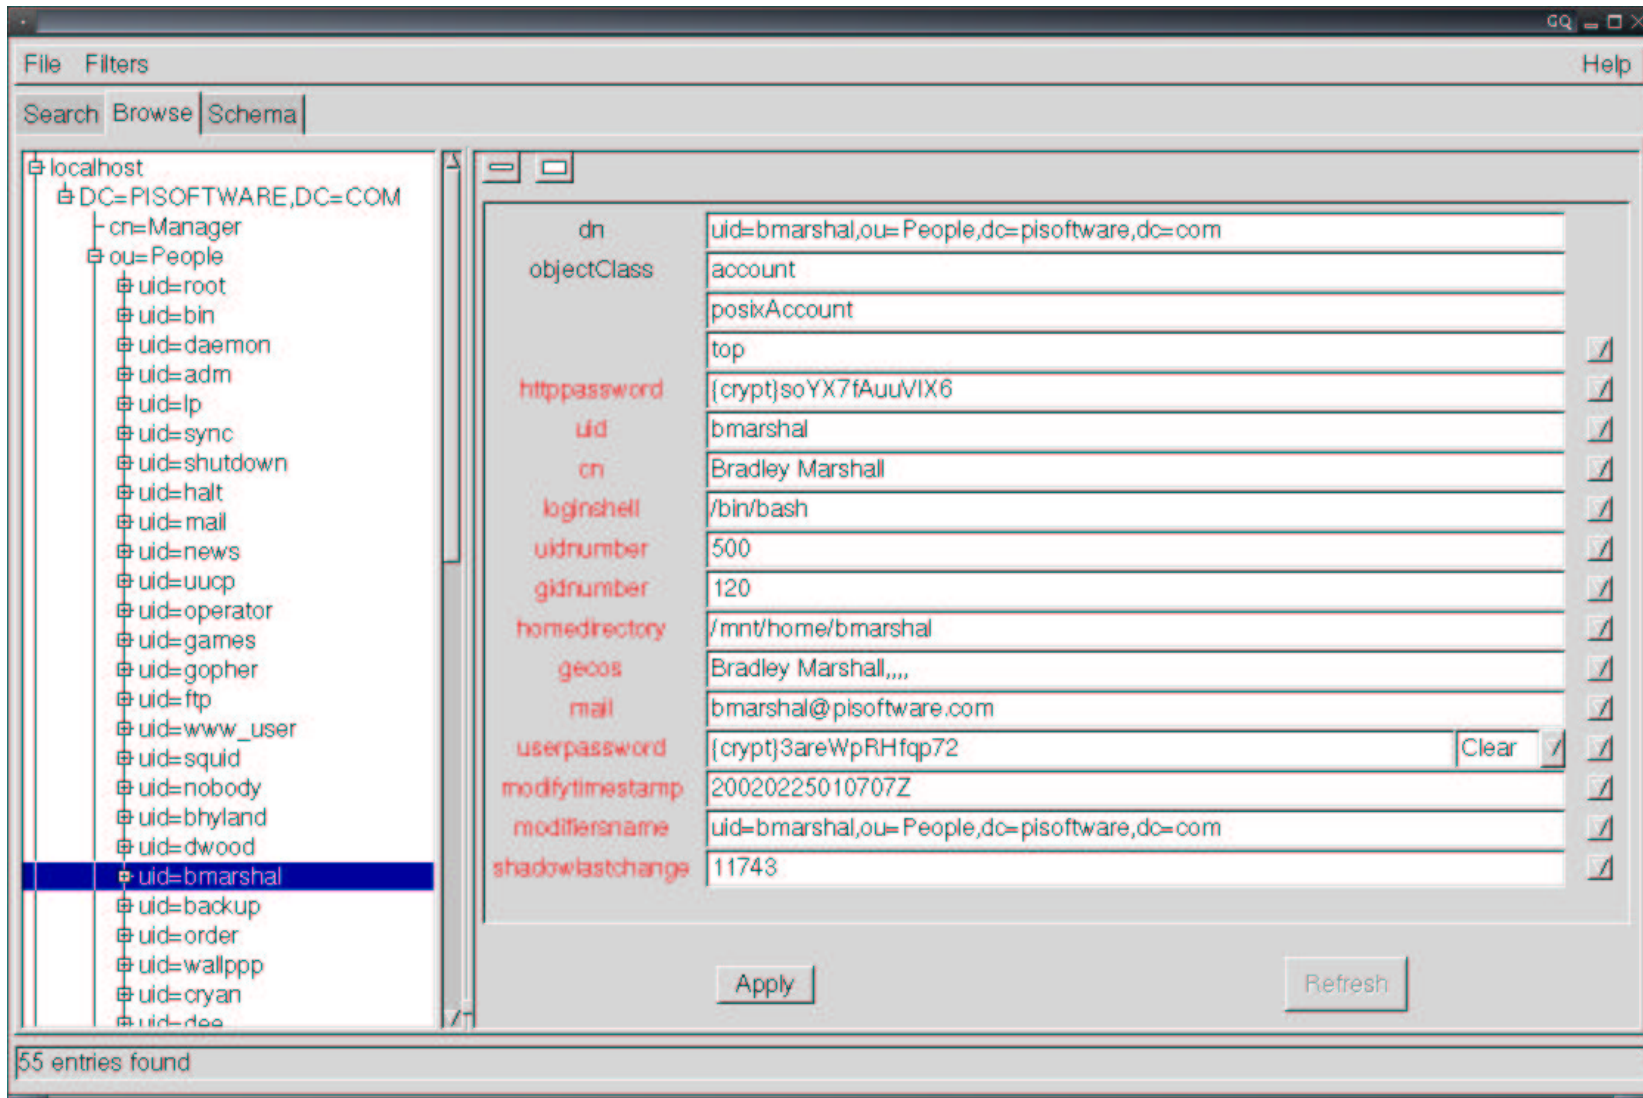 GQ
File Filters Help
Search Browse Schema
localhost
DC=PISOFTWARE,DC=COM
cn=Manager
ou=People
uid=root
uid=bin
uid=daemon
uid=adm
uid=lp
uid=sync
uid=shutdown
uid=halt
uid=mail
uid=news
uid=uucp
uid=operator
uid=games
uid=gopher
uid=ftp
uid=www_user
uid=squid
uid=nobody
uid=bhyland
uid=dwood
uid=bmarshal
uid=backup
uid=order
uid=wallppp
uid=cryan
uid=dee
dn uid=bmarshal,ou=People,dc=pisoftware,dc=com
objectClass account
posixAccount
top
httppassword {crypt}soYX7fAuuVIX6
uid bmarshal
cn Bradley Marshall
loginshell /bin/bash
uidnumber 500
gidnumber 120
homedirectory /mnt/home/bmarshal
gecos Bradley Marshall,,,,
mail bmarshal@pisoftware.com
userpassword {crypt}3areWpRHfqp72 Clear
modifytimestamp 20020225010707Z
modifiersname uid=bmarshal,ou=People,dc=pisoftware,dc=com
shadowlastchange 11743
Apply Refresh
55 entries found